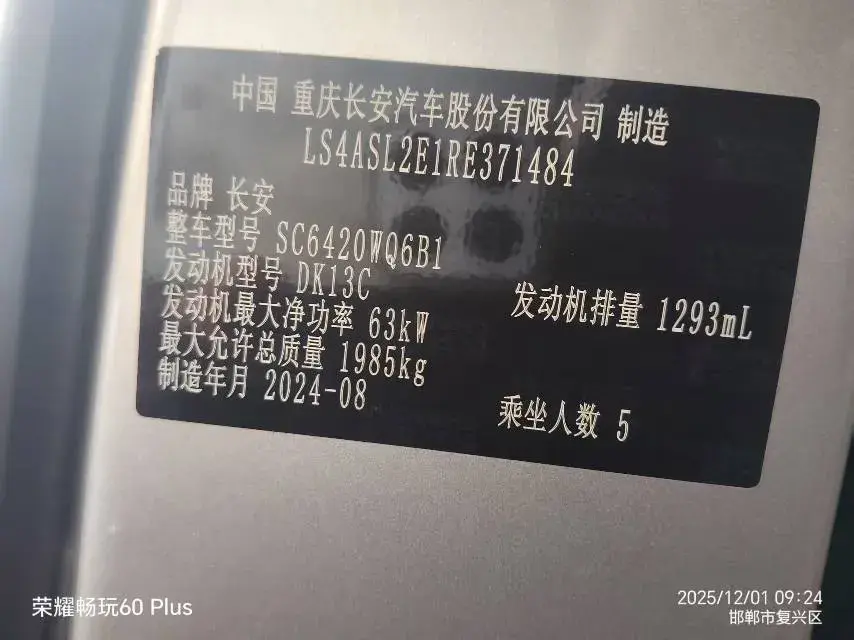 中国 重庆长安汽车股份有限公司 制造
LS4ASL2E1RE371484
品牌 长安
整车型号 SC6420WQ6B1
发动机型号 DK13C
发动机排量 1293mL
发动机最大净功率 63kW
最大允许总质量 1985kg
制造年月 2024-08
乘坐人数 5
荣耀畅玩60 Plus
2025/12/01 09:24
邯郸市复兴区